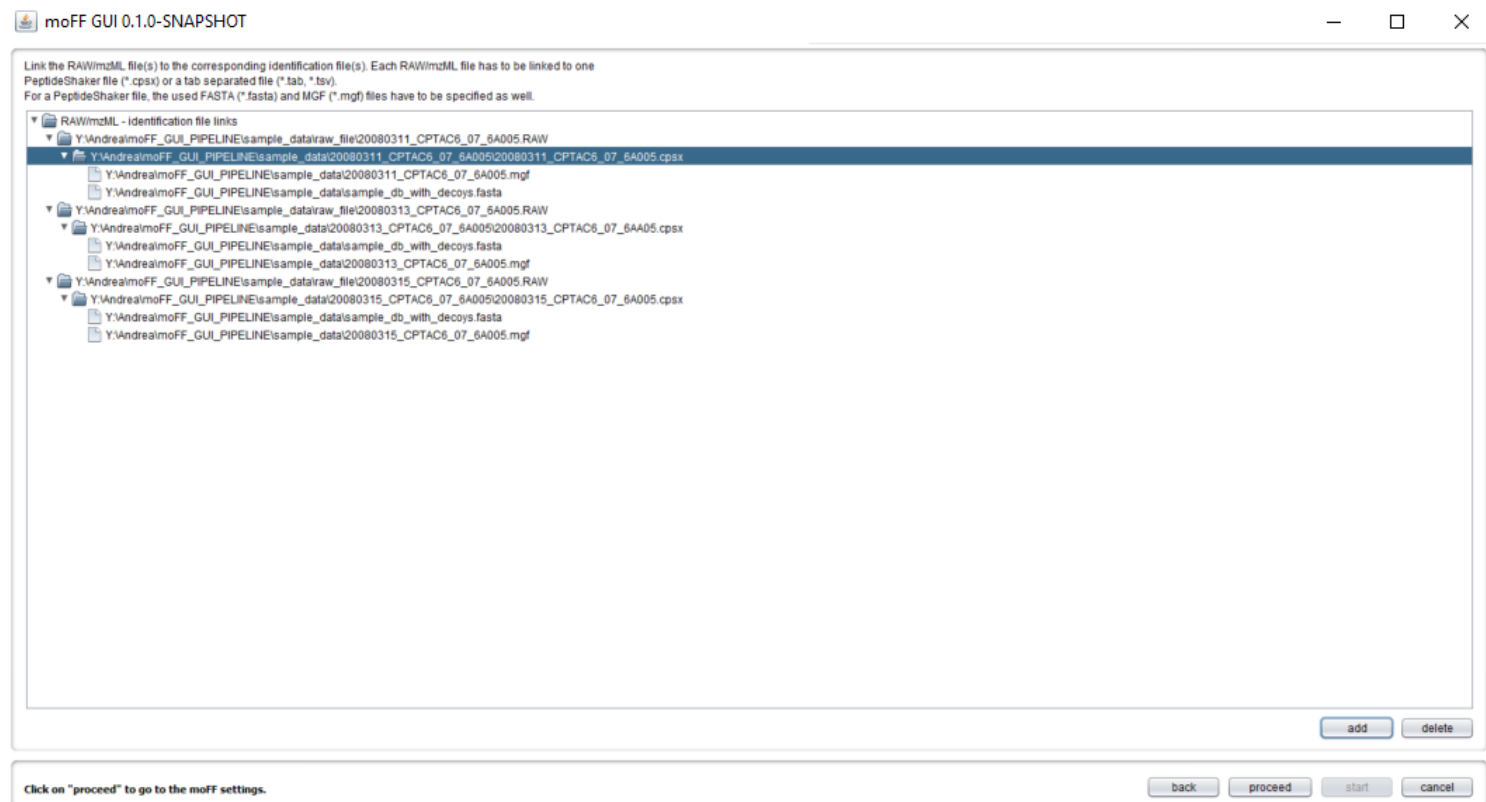 moFF GUI 0.1.0-SNAPSHOT
Link the RAW/mzML file(s) to the corresponding identification file(s). Each RAW/mzML file has to be linked to one
PeptideShaker file (*.cpsx) or a tab separated file (*.tab, *.tsv).
For a PeptideShaker file, the used FASTA (*.fasta) and MGF (*.mgf) files have to be specified as well.
RAW/mzML - identification file links
Y:\Andrea\moFF_GUI_PIPELINE\sample_data\raw_file\20080311_CPTAC6_07_6A005.RAW
Y:\Andrea\moFF_GUI_PIPELINE\sample_data\20080311_CPTAC6_07_6A005\20080311_CPTAC6_07_6A005.cpsx
Y:\Andrea\moFF_GUI_PIPELINE\sample_data\20080311_CPTAC6_07_6A005.mgf
Y:\Andrea\moFF_GUI_PIPELINE\sample_data\sample_db_with_decoys.fasta
Y:\Andrea\moFF_GUI_PIPELINE\sample_data\raw_file\20080313_CPTAC6_07_6A005.RAW
Y:\Andrea\moFF_GUI_PIPELINE\sample_data\20080313_CPTAC6_07_6A005\20080313_CPTAC6_07_6AA05.cpsx
Y:\Andrea\moFF_GUI_PIPELINE\sample_data\sample_db_with_decoys.fasta
Y:\Andrea\moFF_GUI_PIPELINE\sample_data\20080313_CPTAC6_07_6A005.mgf
Y:\Andrea\moFF_GUI_PIPELINE\sample_data\raw_file\20080315_CPTAC6_07_6A005.RAW
Y:\Andrea\moFF_GUI_PIPELINE\sample_data\20080315_CPTAC6_07_6A005\20080315_CPTAC6_07_6A005.cpsx
Y:\Andrea\moFF_GUI_PIPELINE\sample_data\sample_db_with_decoys.fasta
Y:\Andrea\moFF_GUI_PIPELINE\sample_data\20080315_CPTAC6_07_6A005.mgf
add delete
Click on "proceed" to go to the moFF settings. back proceed start cancel